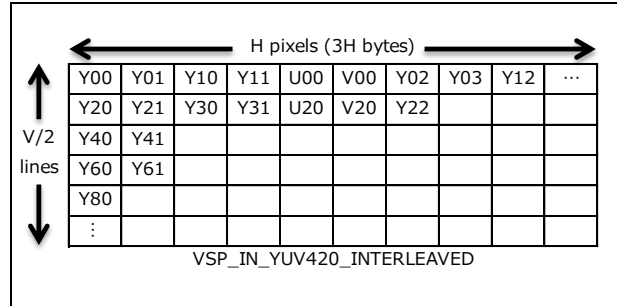 H pixels (3H bytes)
Y00 Y01 Y10 Y11 U00 V00 Y02 Y03 Y12 ⋯
Y20 Y21 Y30 Y31 U20 V20 Y22
V/2
lines
Y40 Y41
Y60 Y61
Y80
⋮
VSP_IN_YUV420_INTERLEAVED